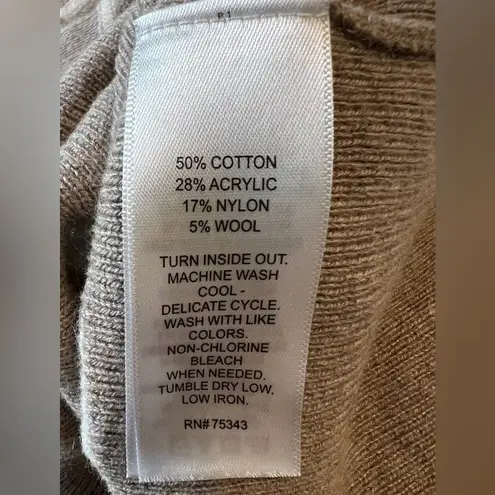 P1
50% COTTON
28% ACRYLIC
17% NYLON
5% WOOL
TURN INSIDE OUT.
MACHINE WASH
COOL -
DELICATE CYCLE.
WASH WITH LIKE
COLORS.
NON-CHLORINE
BLEACH
WHEN NEEDED.
TUMBLE DRY LOW.
LOW IRON.
RN# 75343